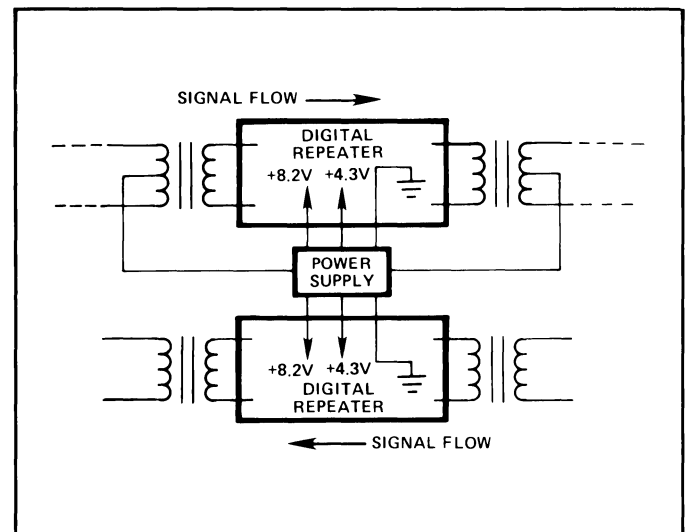 SIGNAL FLOW
DIGITAL
REPEATER
+8.2V +4.3V
POWER
SUPPLY
+8.2V +4.3V
DIGITAL
REPEATER
SIGNAL FLOW